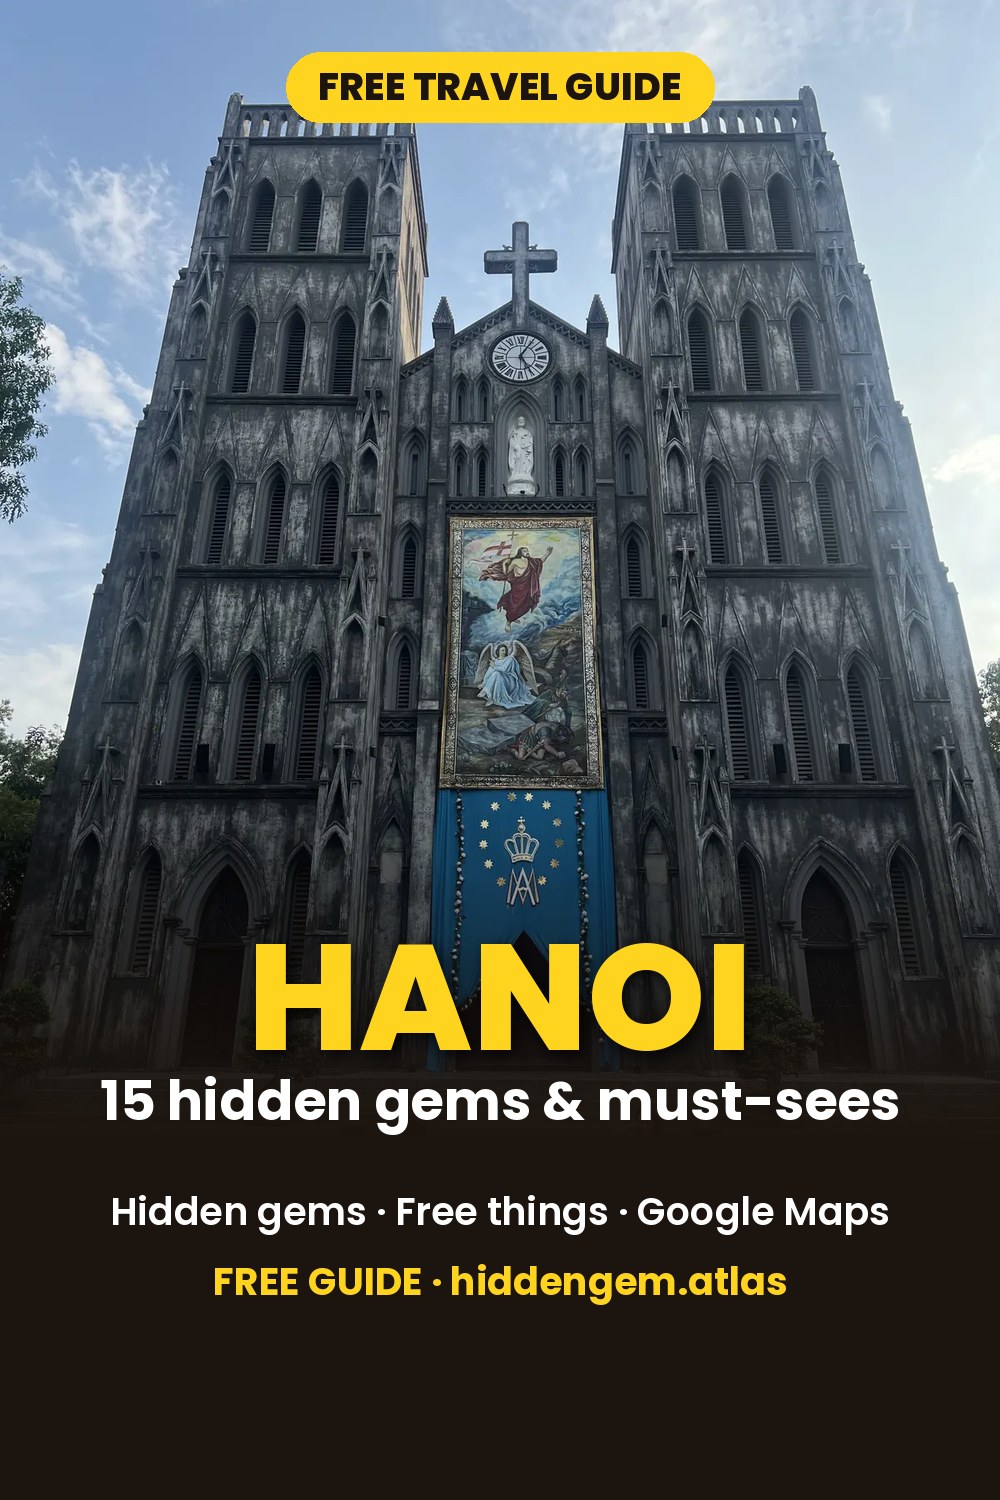 FREE TRAVEL GUIDE
HANOI
15 hidden gems & must-sees
Hidden gems · Free things · Google Maps
FREE GUIDE · hiddengem.atlas